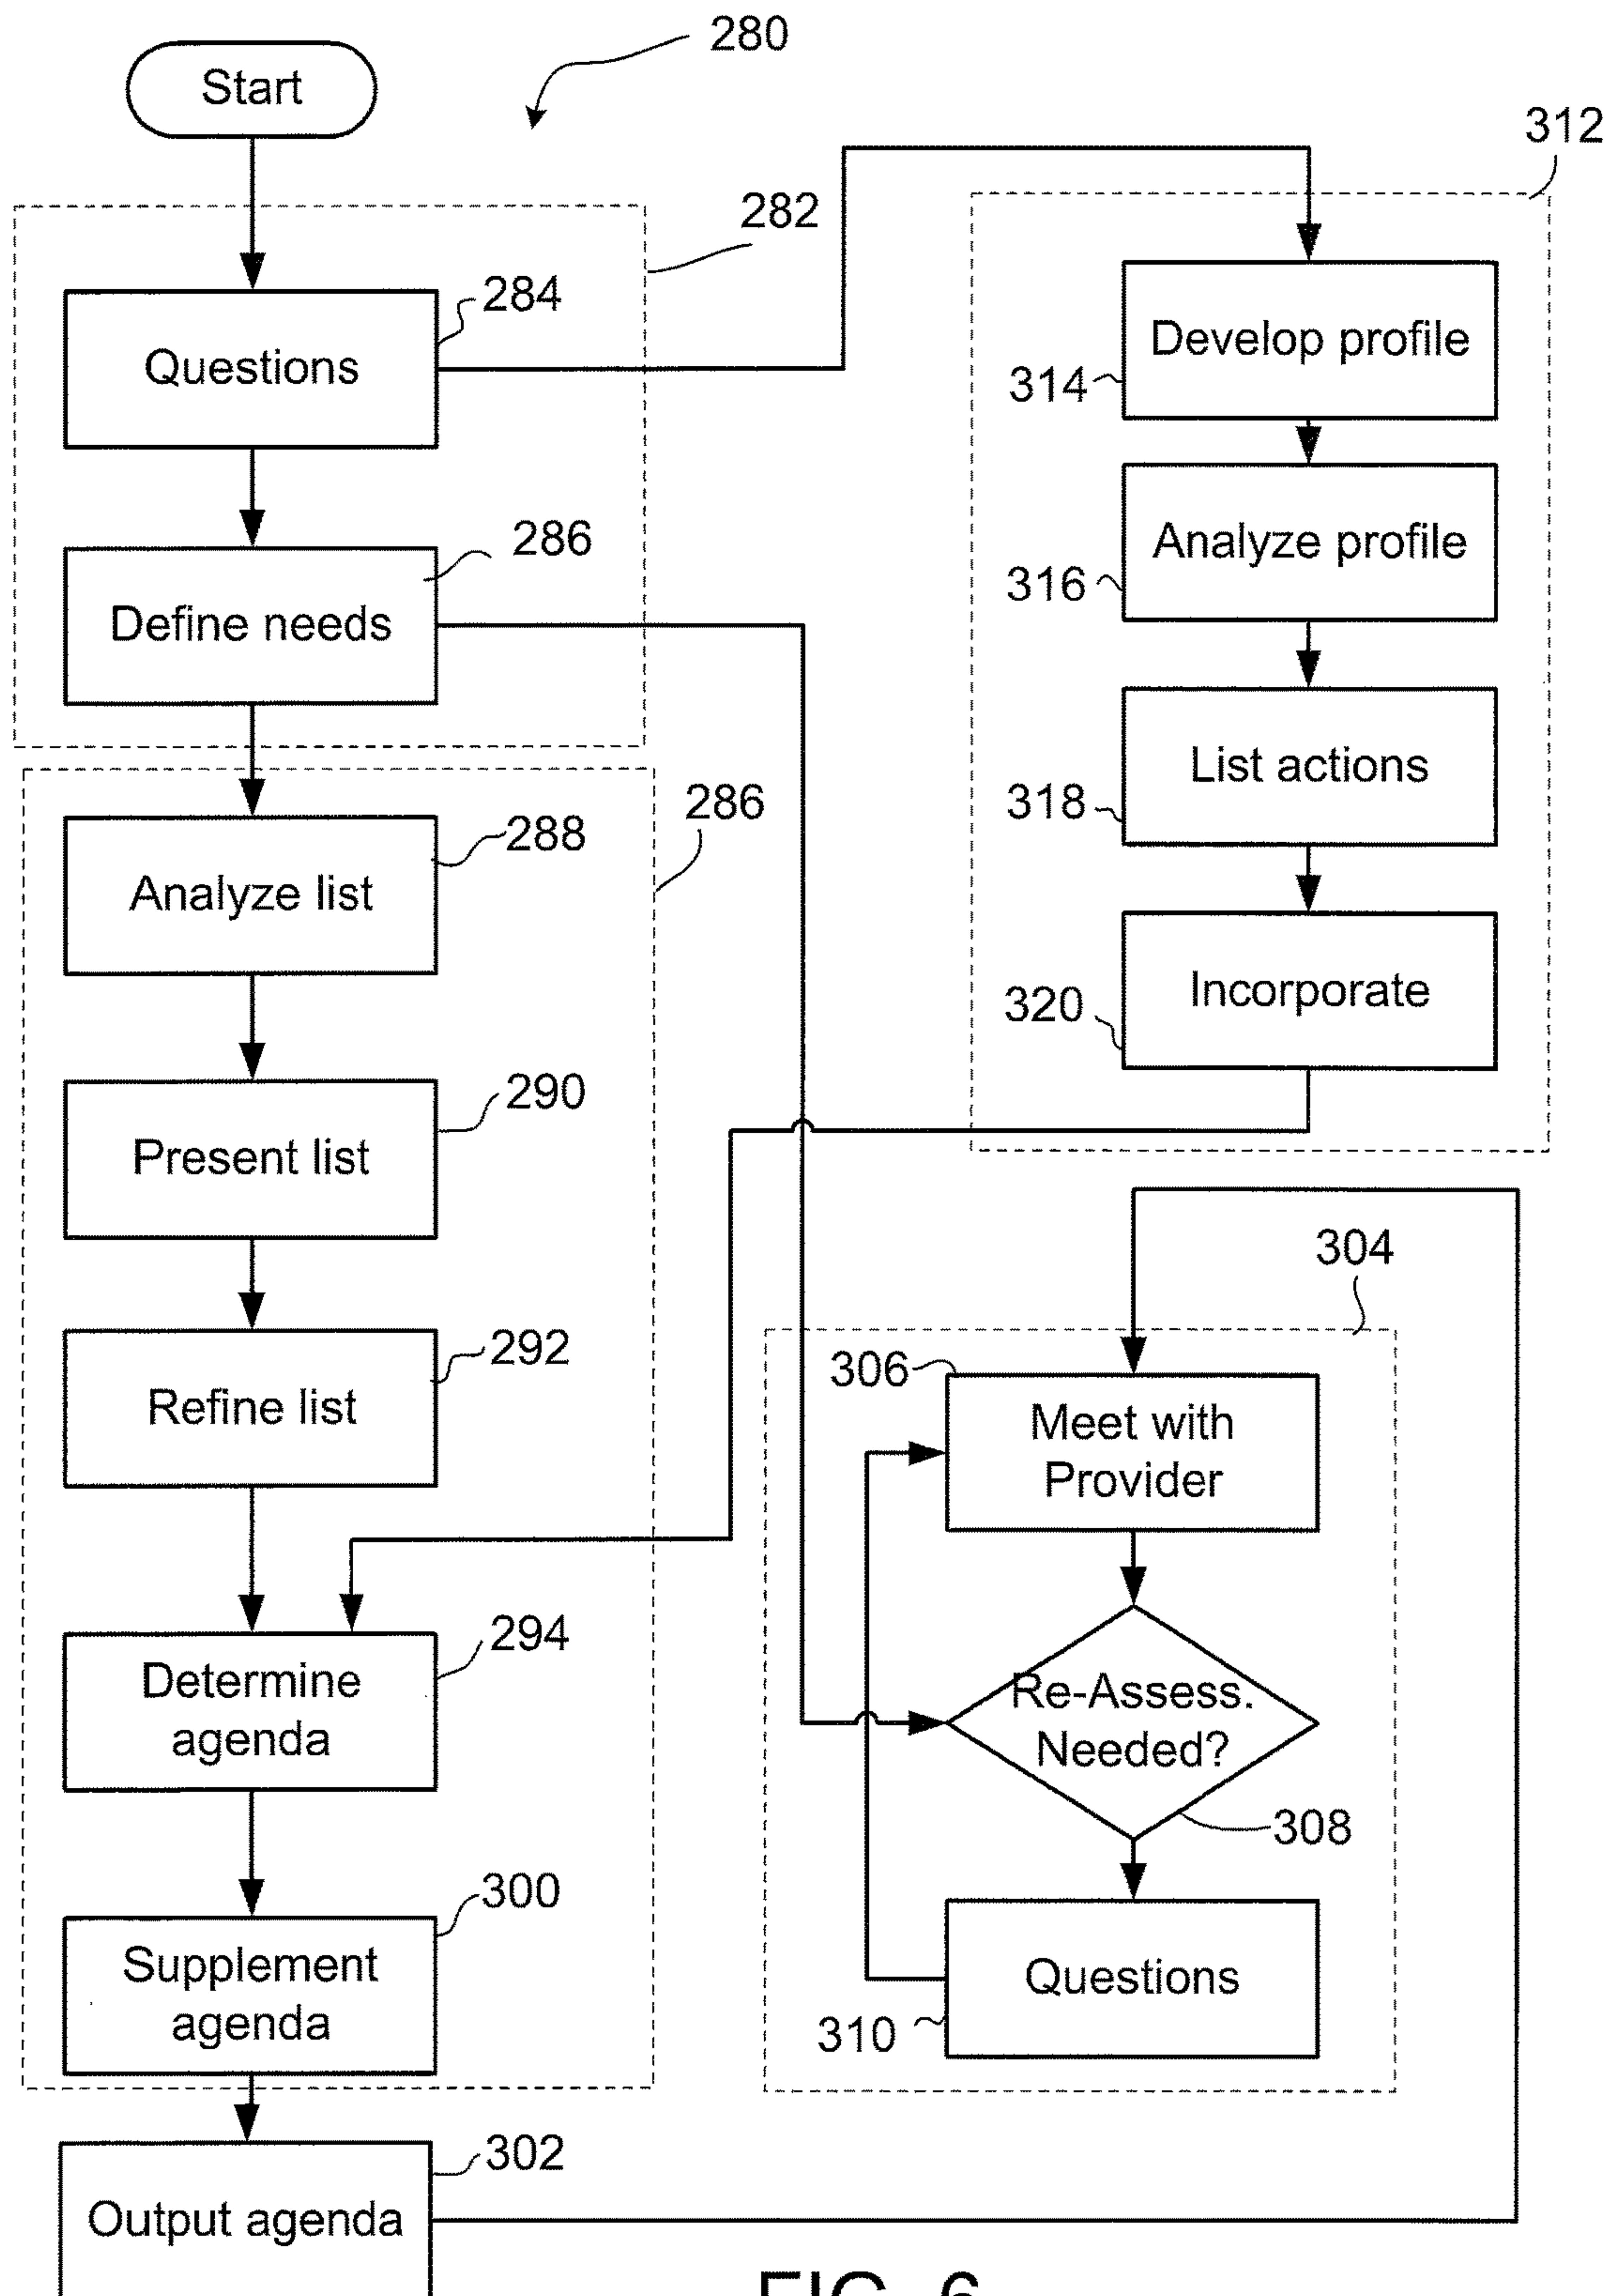 280
Start
312
282
284
Questions
Develop profile
314
286
Define needs
Analyze profile
316
List actions
318
286
288
Analyze list
Incorporate
320
290
Present list
304
292
Refine list
306
Meet with
Provider
294
Determine
agenda
Re-Assess.
Needed?
308
300
Supplement
agenda
Questions
310
302
Output agenda
FIG. 6